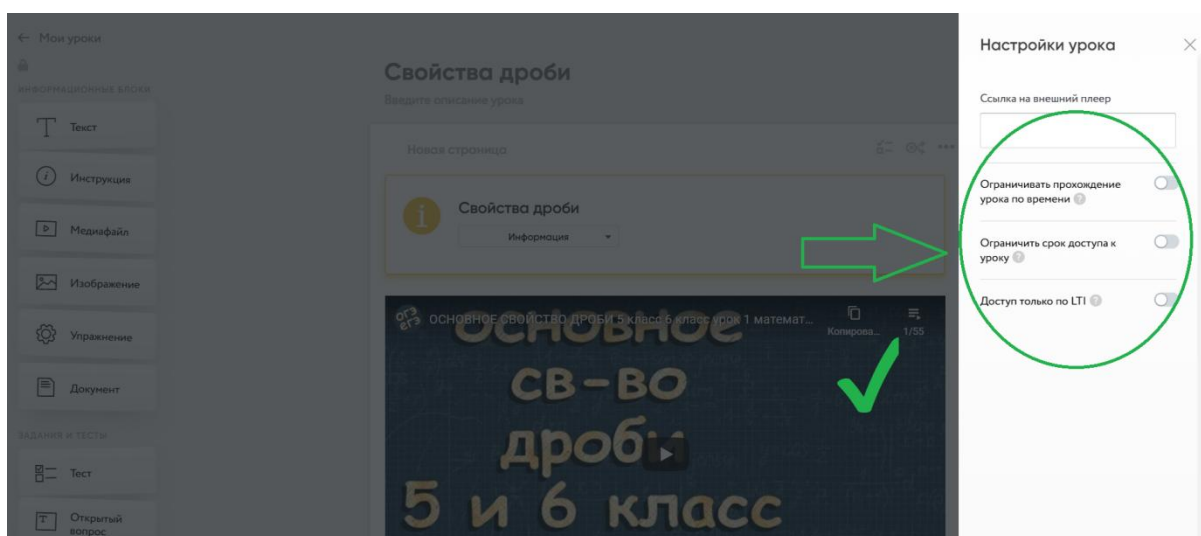 ← Мои уроки
ИНФОРМАЦИОННЫЕ БЛОКИ
Текст
Инструкция
Медиафайл
Изображение
Упражнение
Документ
ЗАДАНИЯ И ТЕСТЫ
Тест
Открытый
вопрос
Свойства дроби
Введите описание урока
Новая страница
Свойства дроби
Информация
огэ
егэ
ОСНОВНОЕ СВОЙСТВО ДРОБИ 5 класс 6 класс урок 1 математ...
Копирова...
1/55
ОСНОВНОЕ
СВ-ВО
дроби
5 и 6 класс
Настройки урока
Ссылка на внешний плеер
Ограничивать прохождение
урока по времени ?
Ограничить срок доступа к
уроку ?
Доступ только по LTI ?